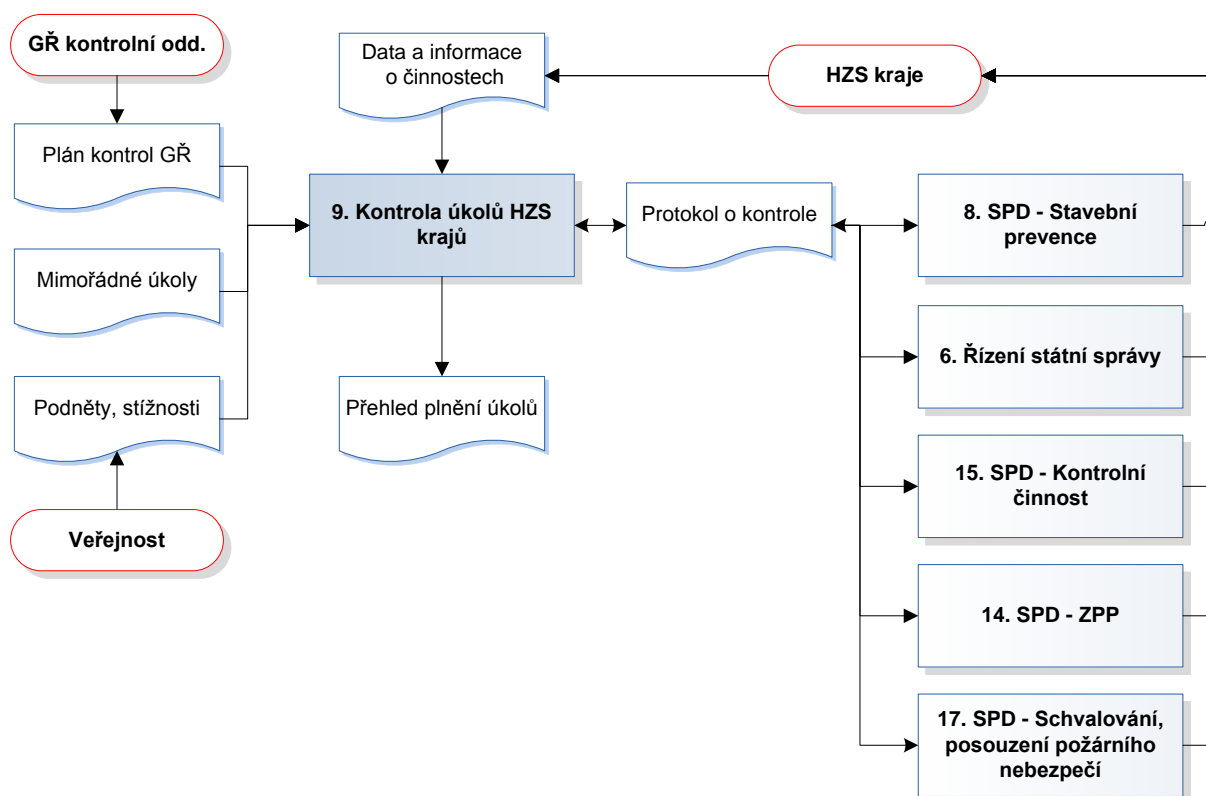 GŘ kontrolní odd.
Data a informace
o činnostech
HZS kraje
Plán kontrol GŘ
9. Kontrola úkolů HZS
krajů
Protokol o kontrole
8. SPD - Stavební
prevence
Mimořádné úkoly
6. Řízení státní správy
Podněty, stížnosti
Přehled plnění úkolů
15. SPD - Kontrolní
činnost
Veřejnost
14. SPD - ZPP
17. SPD - Schvalování,
posouzení požárního
nebezpečí